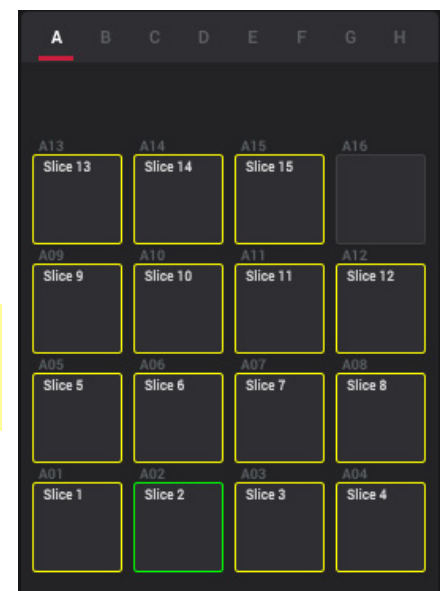 A B C D E F G H
A13 A14 A15 A16
Slice 13 Slice 14 Slice 15
A09 A10 A11 A12
Slice 9 Slice 10 Slice 11 Slice 12
A05 A06 A07 A08
Slice 5 Slice 6 Slice 7 Slice 8
A01 A02 A03 A04
Slice 1 Slice 2 Slice 3 Slice 4